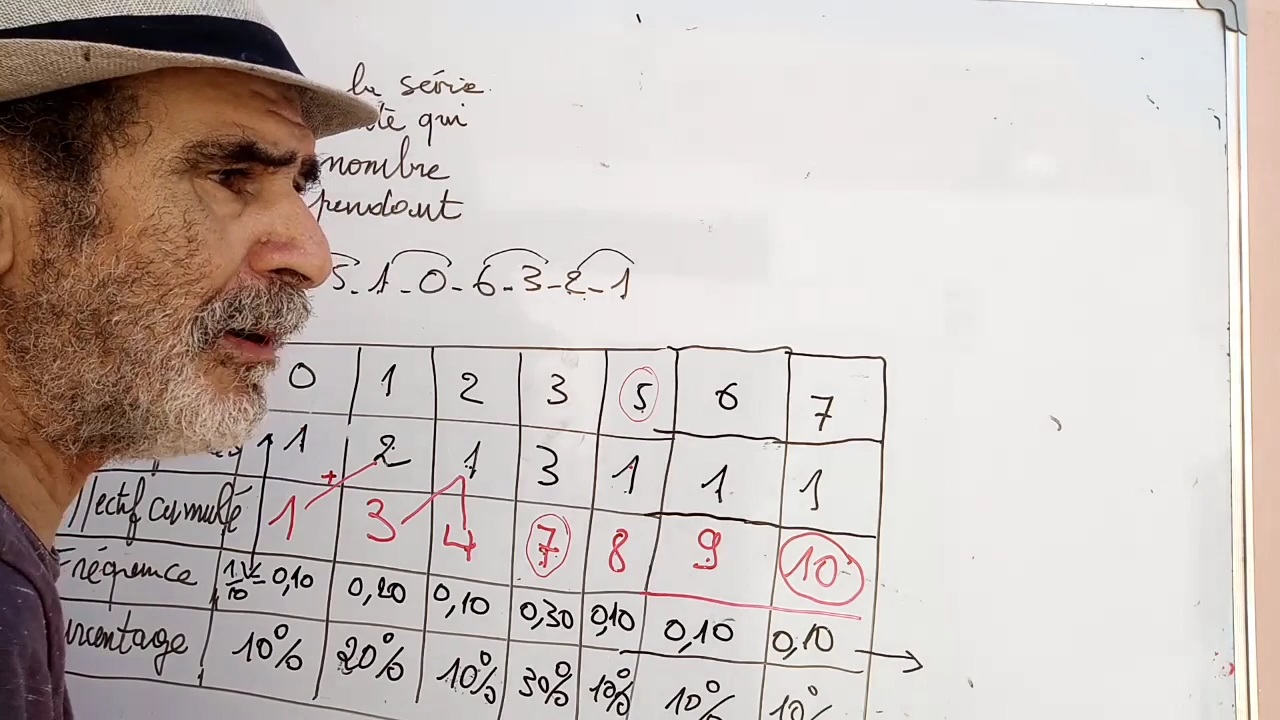 la série
qui
nombre
pendant
5-1-0-6-3-2-1
0 1 2 3 5 6 7
1 2 1 3 1 1 1
effectif cumulé 1 + 3 4 7 8 9 10
Fréquence 1/10 = 0,10 0,20 0,10 0,30 0,10 0,10 0,10
rcentage 10% 20% 10% 30% 10% 10% 10%